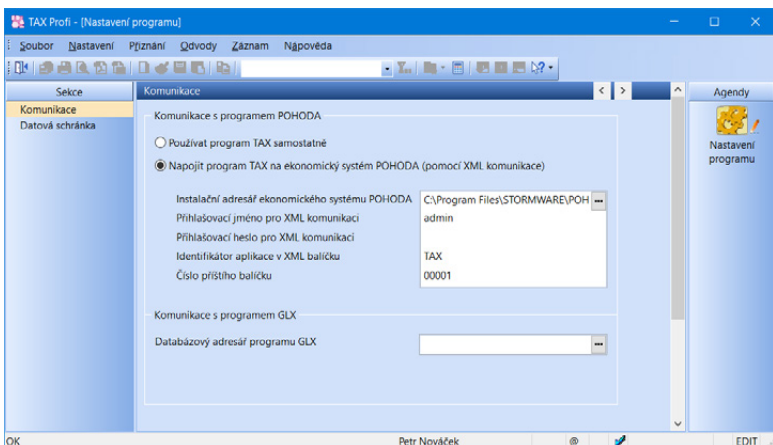 TAX Profi - [Nastavení programu]
Soubor Nastavení Přiznání Odvody Záznam Nápověda
Sekce
Komunikace
Datová schránka
Komunikace
Komunikace s programem POHODA
Používat program TAX samostatně
Napojit program TAX na ekonomický systém POHODA (pomocí XML komunikace)
Instalační adresář ekonomického systému POHODA C:\Program Files\STORMWARE\POH
Přihlašovací jméno pro XML komunikaci admin
Přihlašovací heslo pro XML komunikaci
Identifikátor aplikace v XML balíčku TAX
Číslo příštího balíčku 00001
Komunikace s programem GLX
Databázový adresář programu GLX
Agendy
Nastavení
programu
OK Petr Nováček @ EDIT